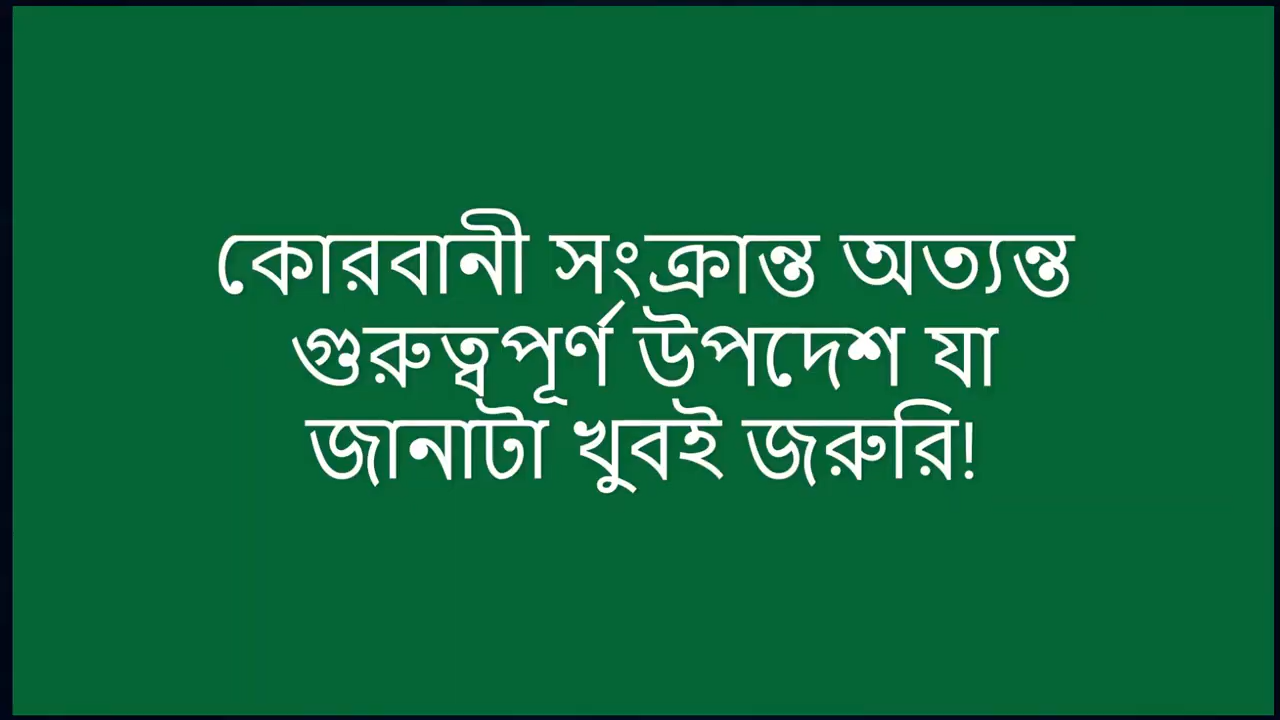 কোরবানী সংক্রান্ত অত্যন্ত
গুরুত্বপূর্ণ উপদেশ যা
জানাটা খুবই জরুরি!